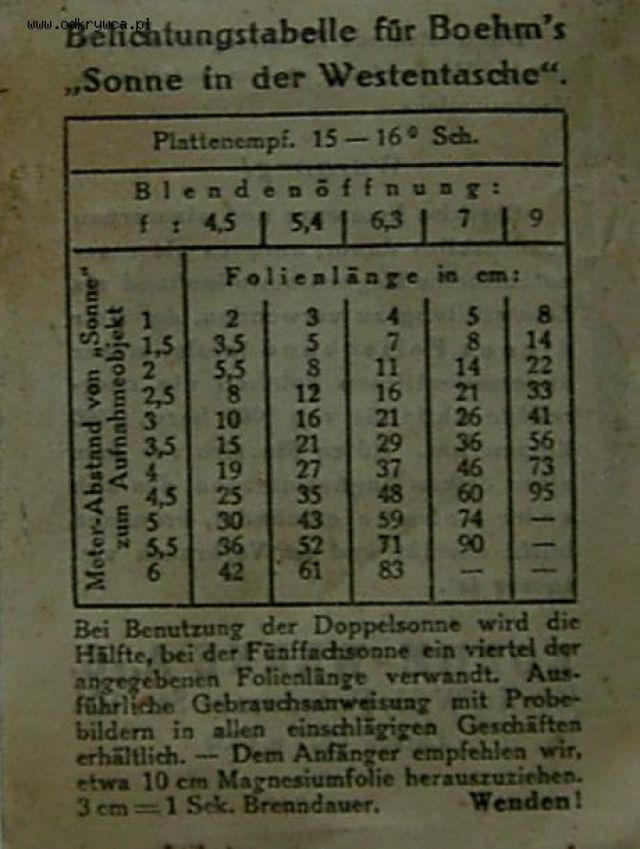 www.odkrywca.pl
Belichtungstabelle für Boehm's
„Sonne in der Westentasche“.
Plattenempf. 15 — 16° Sch.
Blendenöffnung:
f : 4,5 | 5,4 | 6,3 | 7 | 9
Meter-Abstand von „Sonne“
zum Aufnahmeobjekt
Folienlänge in cm:
1 2 3 4 5 8
1,5 3,5 5 7 8 14
2 5,5 8 11 14 22
2,5 8 12 16 21 33
3 10 16 21 26 41
3,5 15 21 29 36 56
4 19 27 37 46 73
4,5 25 35 48 60 95
5 30 43 59 74 —
5,5 36 52 71 90 —
6 42 61 83 — —
Bei Benutzung der Doppelsonne wird die
Hälfte, bei der Fünffachsonne ein viertel der
angegebenen Folienlänge verwandt. Aus-
führliche Gebrauchsanweisung mit Probe-
bildern in allen einschlägigen Geschäften
erhältlich. — Dem Anfänger empfehlen wir,
etwa 10 cm Magnesiumfolie herauszuziehen.
3 cm = 1 Sek. Brenndauer. Wenden!